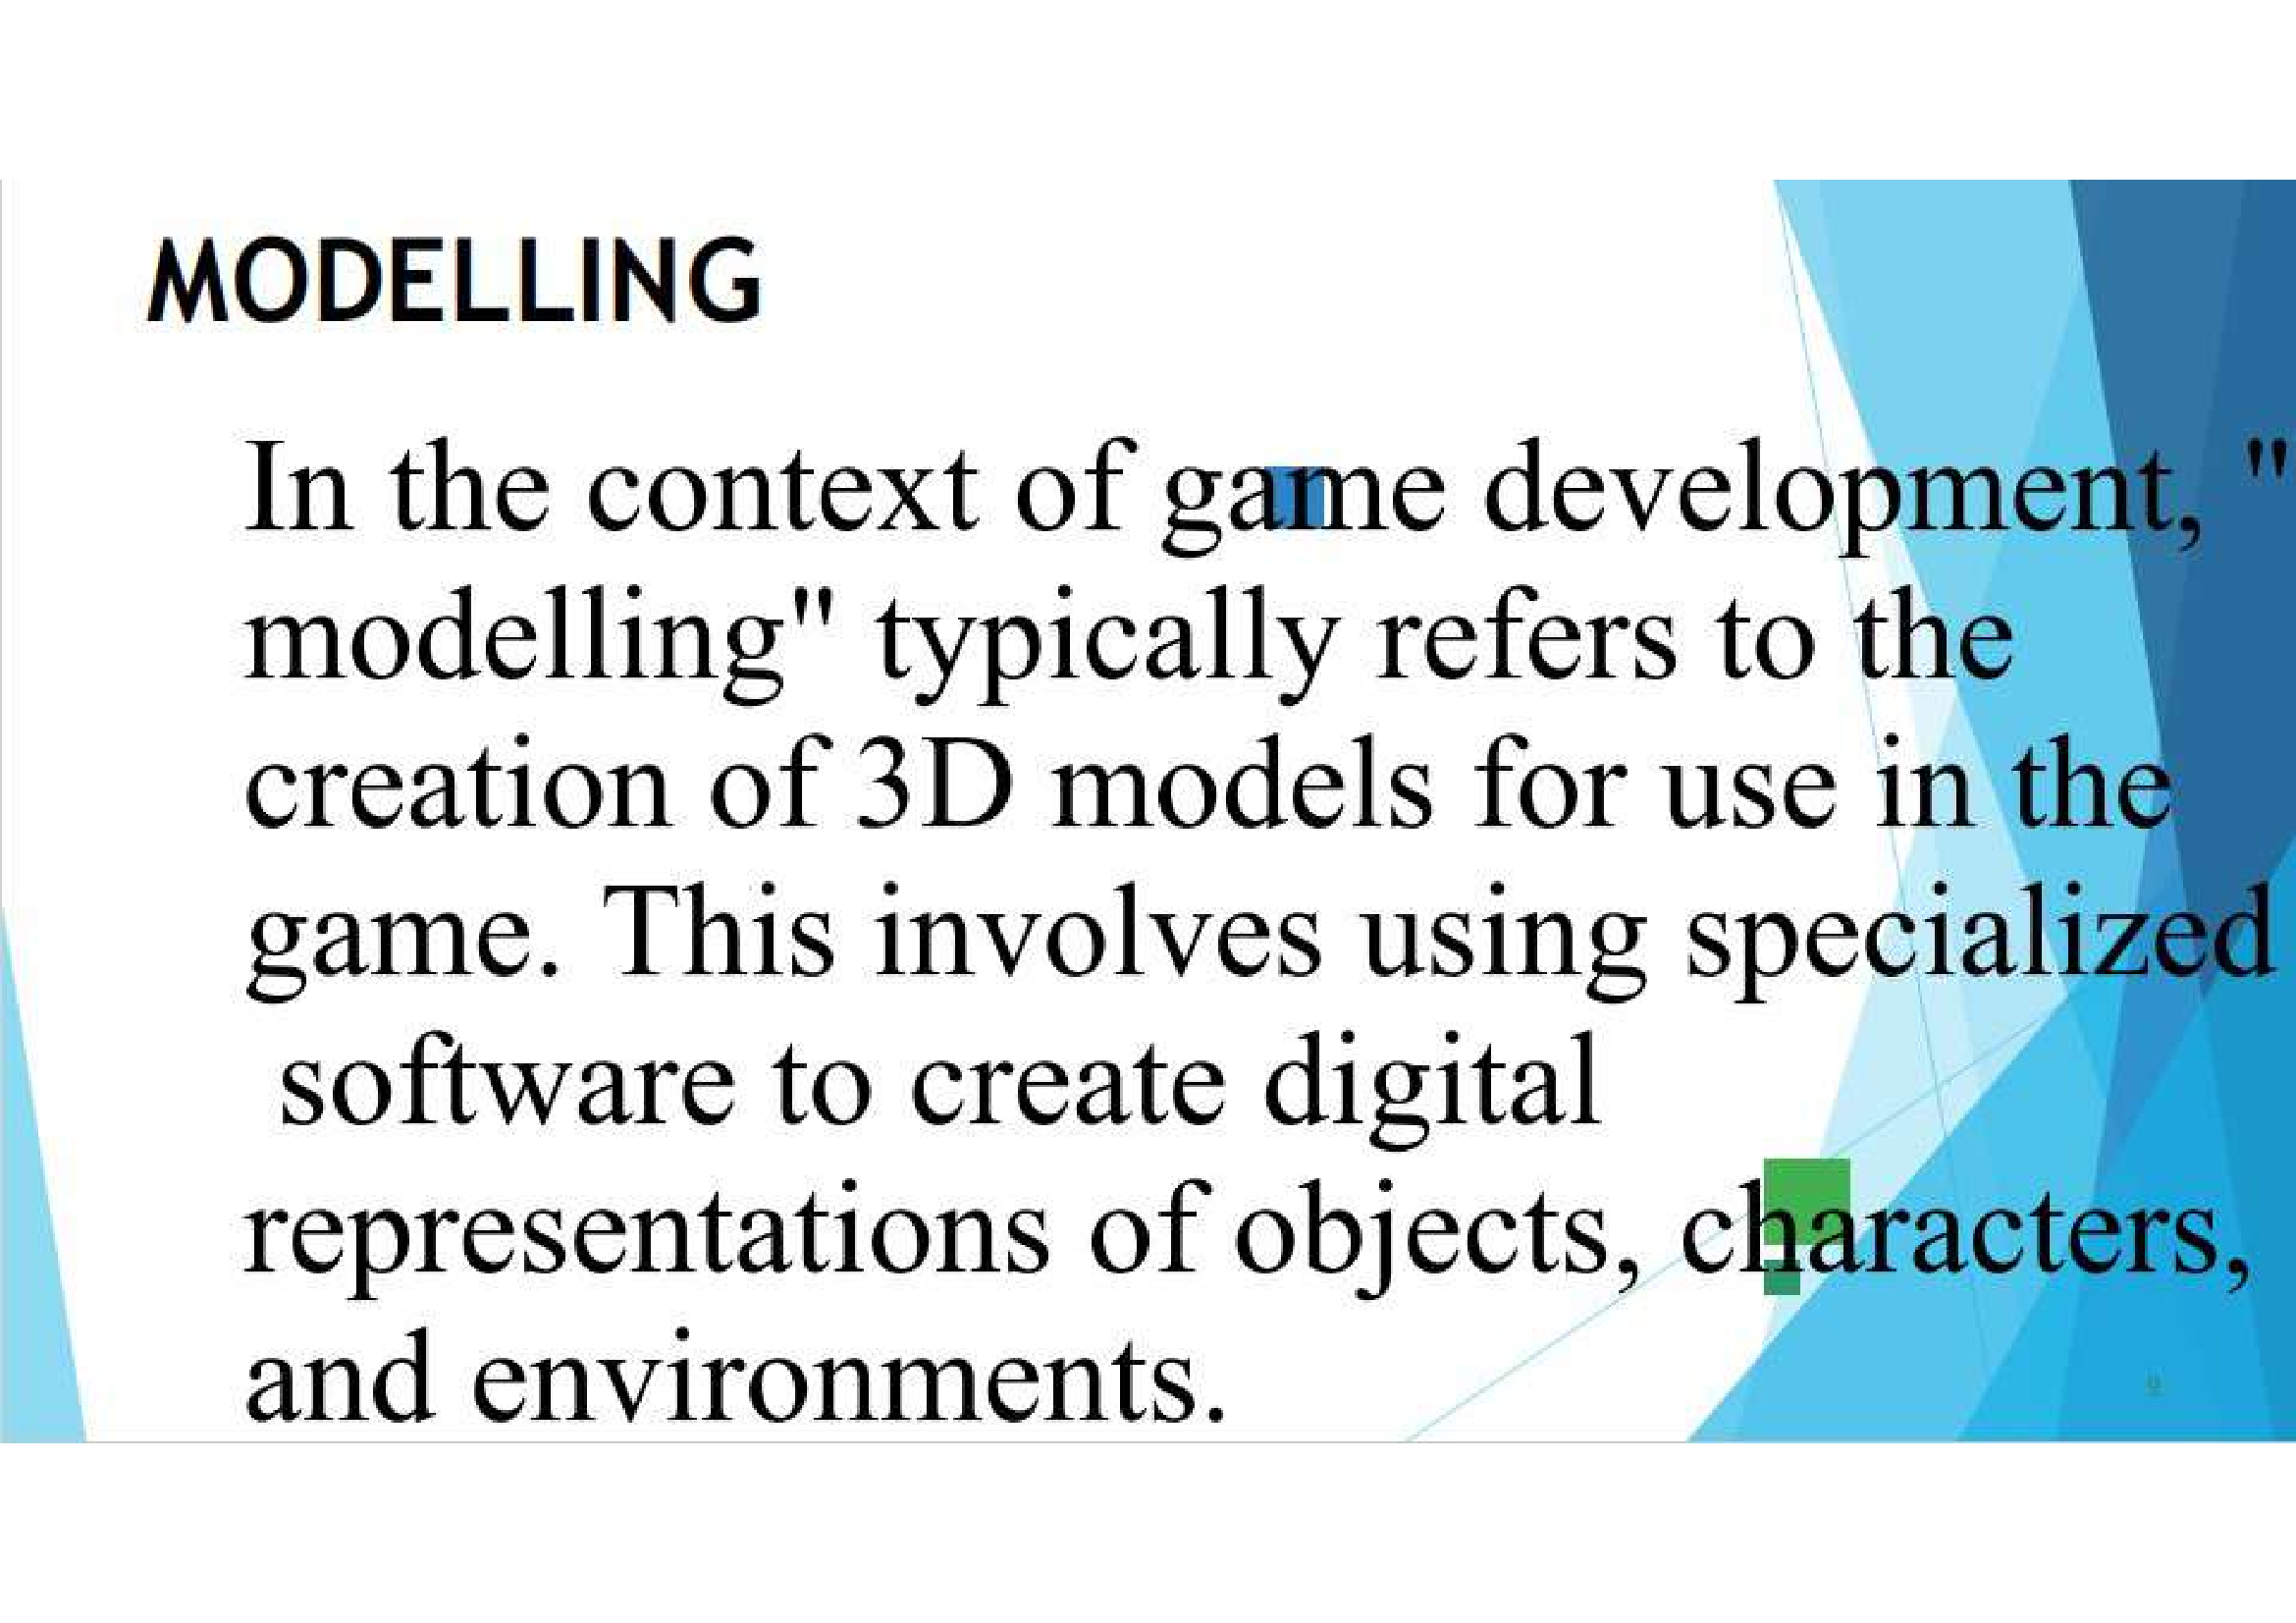 MODELLING
In the context of game development, "
modelling" typically refers to the
creation of 3D models for use in the
game. This involves using specialized
software to create digital
representations of objects, characters,
and environments.
9